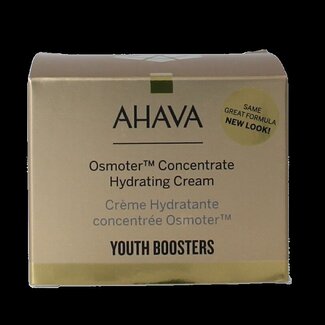 AHAVA
SAME
GREAT FORMULA
NEW LOOK!
Osmoter™ Concentrate
Hydrating Cream
Crème Hydratante
concentrée Osmoter™
YOUTH BOOSTERS